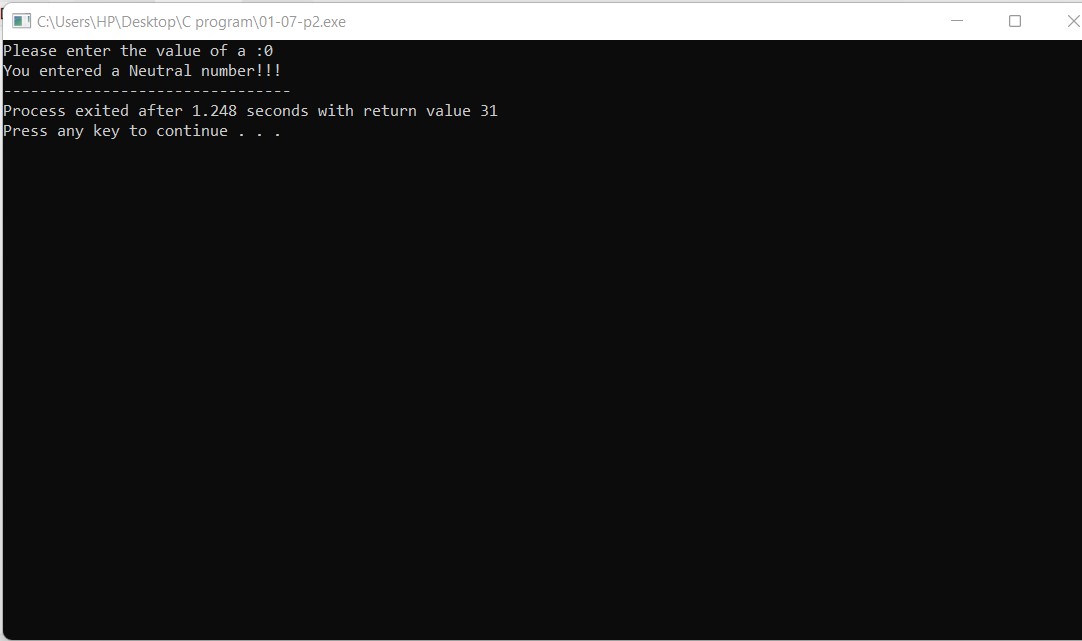 C:\Users\HP\Desktop\C program\01-07-p2.exe
Please enter the value of a :0
You entered a Neutral number!!!
--------------------------------
Process exited after 1.248 seconds with return value 31
Press any key to continue . . .